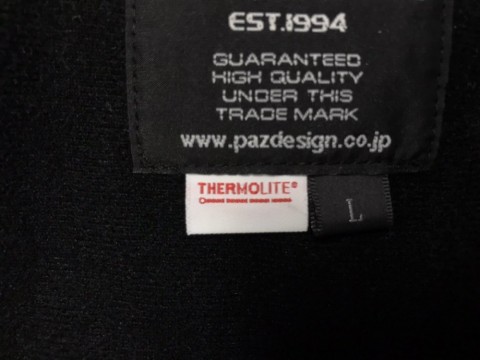 EST.1994
GUARANTEED
HIGH QUALITY
UNDER THIS
TRADE MARK
www.pazdesign.co.jp
THERMOLITE®
L